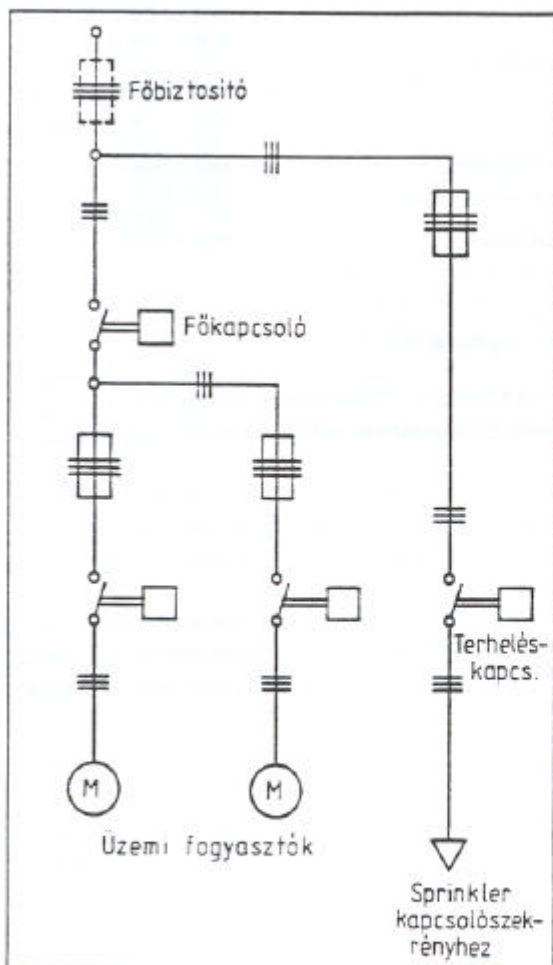 Főbiztosító
Főkapcsoló
Terhelés-
kapcs.
M
M
Üzemi fogyasztók
Sprinkler
kapcsolószek-
rényhez